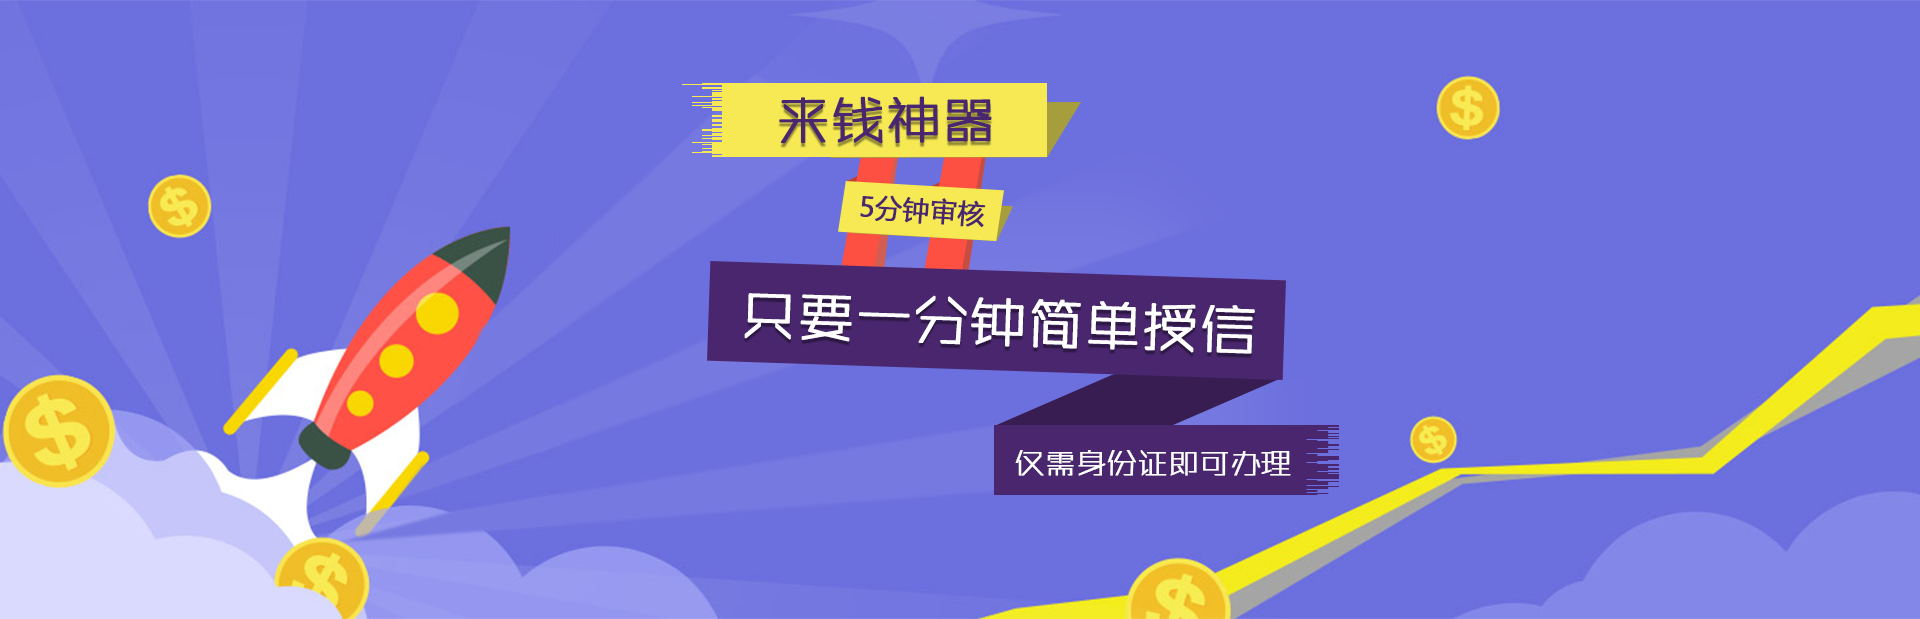 来钱神器
5分钟审核
只要一分钟简单授信
仅需身份证即可办理